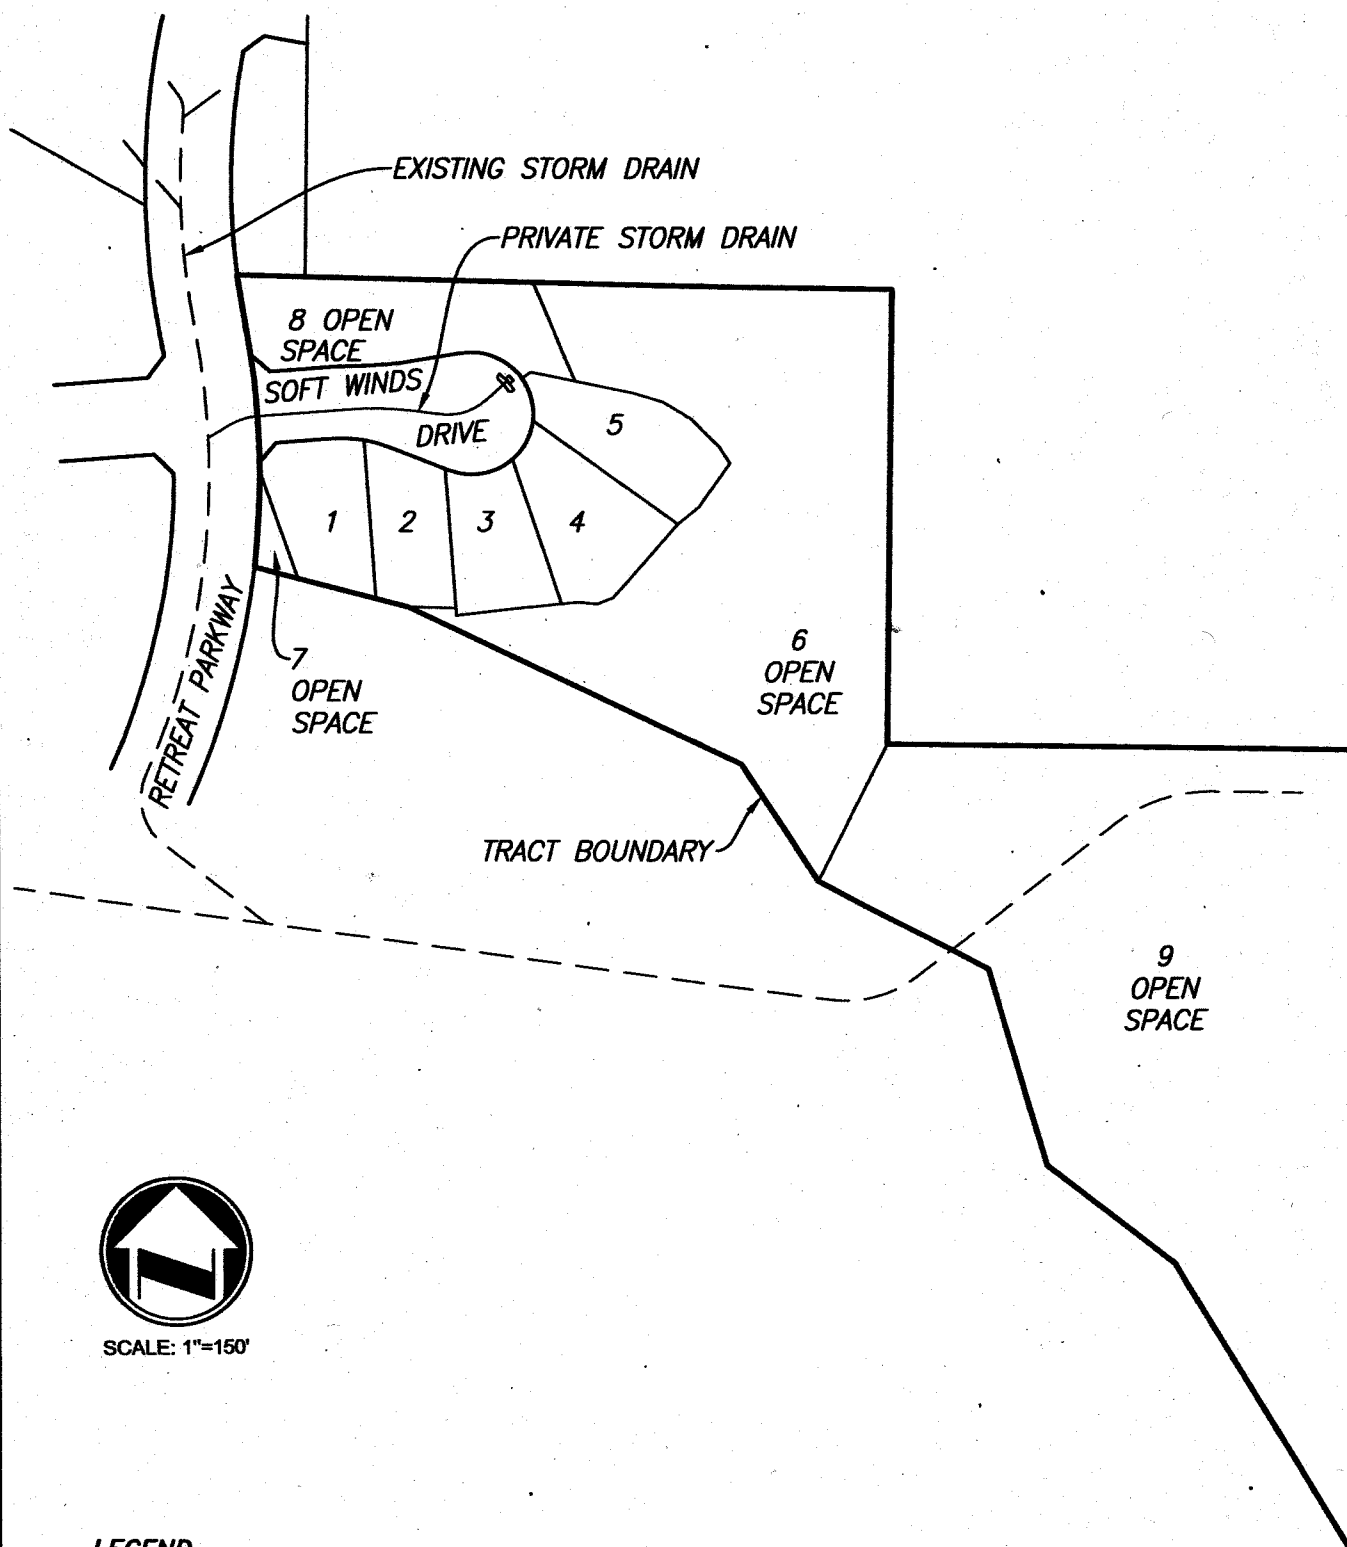 EXISTING STORM DRAIN
PRIVATE STORM DRAIN
8 OPEN
SPACE
SOFT WINDS
DRIVE
5
1
2
3
4
RETREAT PARKWAY
7
OPEN
SPACE
6
OPEN
SPACE
TRACT BOUNDARY
9
OPEN
SPACE
N
SCALE: 1"=150'
LEGEND